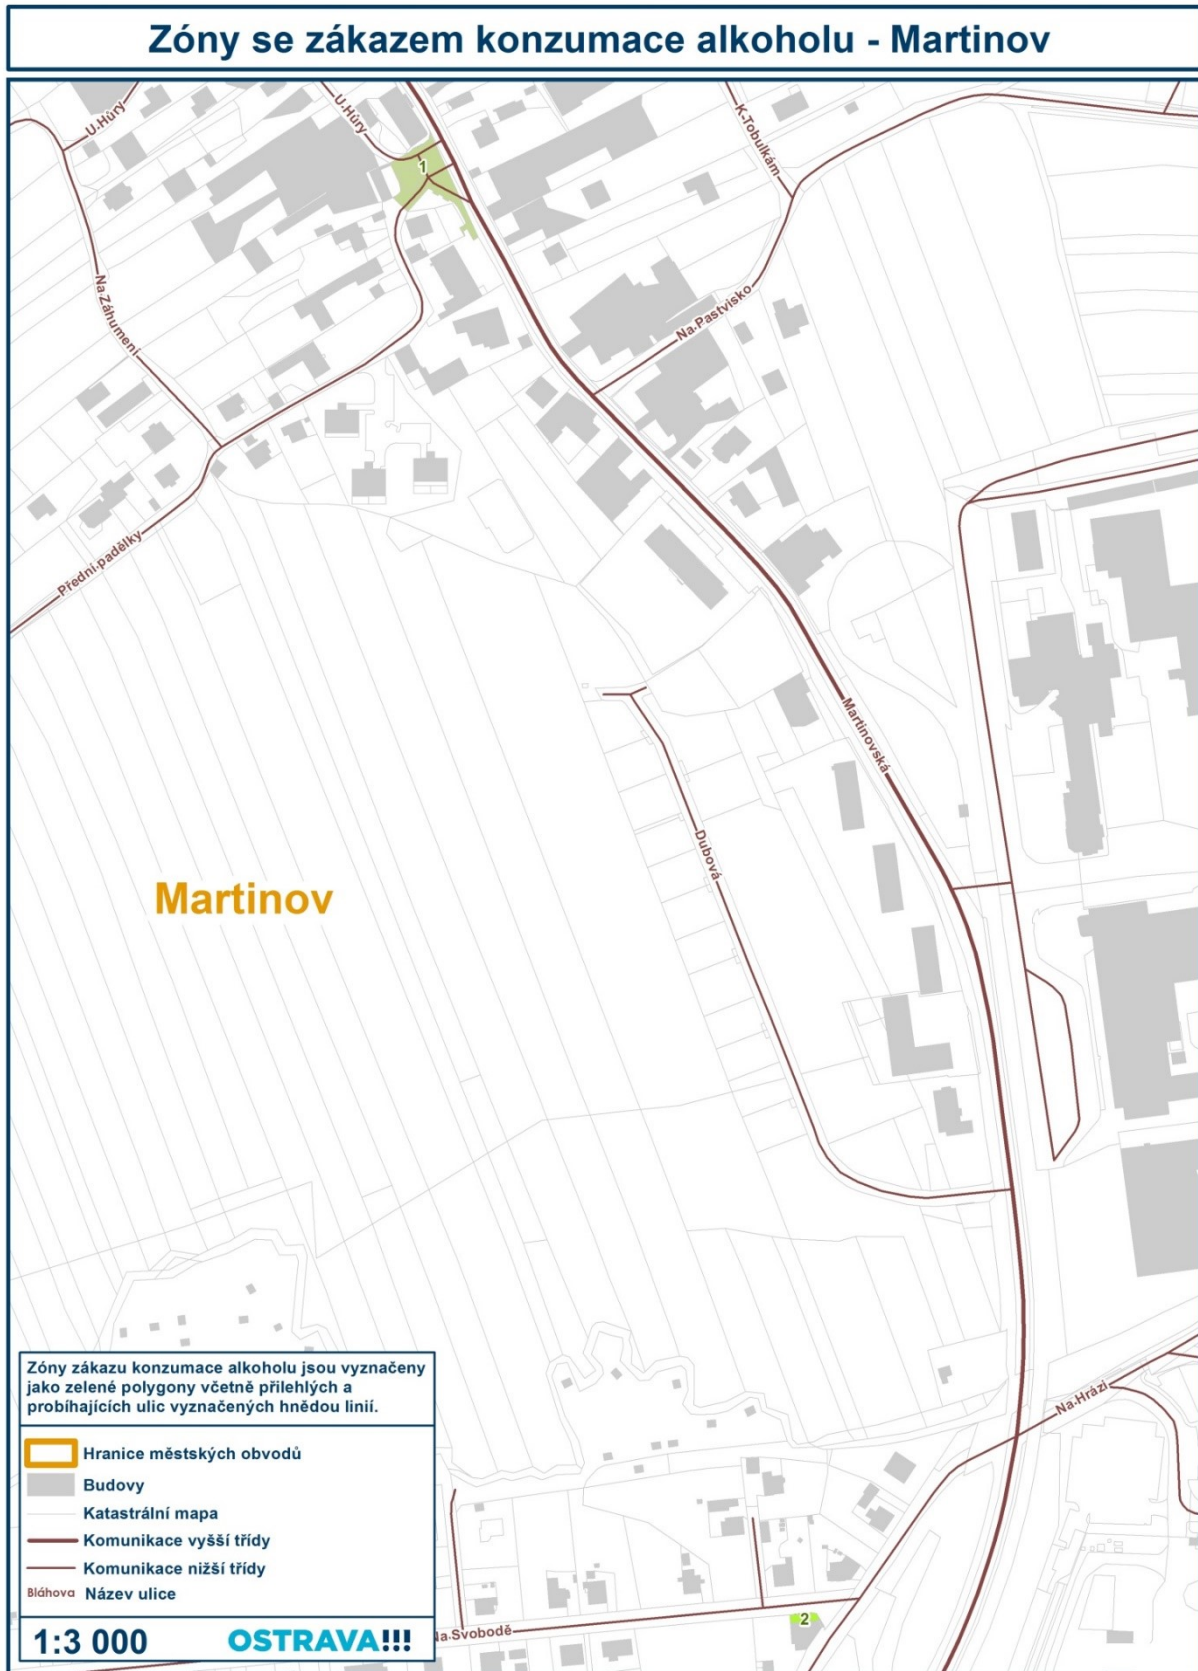 Zóny se zákazem konzumace alkoholu - Martinov
U Hůry
U Hůry
K Tobulkám
1
Na Záhumení
Na Pastvisko
Přední padělky
Martinovská
Dubová
Martinov
Na Hrázi
Zóny zákazu konzumace alkoholu jsou vyznačeny
jako zelené polygony včetně přilehlých a
probíhajících ulic vyznačených hnědou linií.
Hranice městských obvodů
Budovy
Katastrální mapa
Komunikace vyšší třídy
Komunikace nižší třídy
Bláhova Název ulice
1:3 000 OSTRAVA!!!
Na Svobodě
2